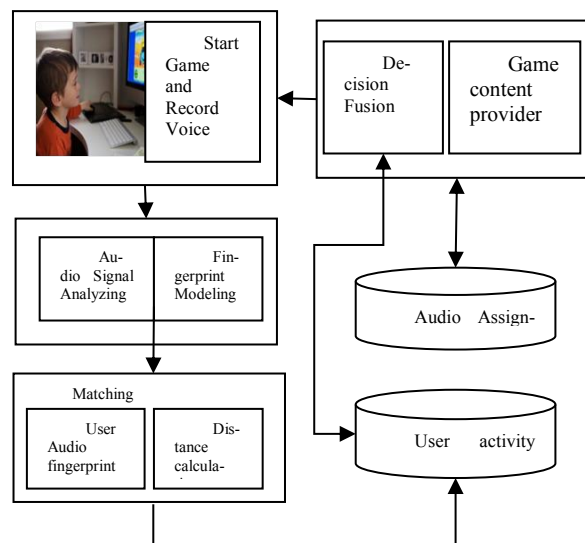 Start
Game
and
Record
Voice
De-
cision
Fusion
Game
content
provider
Au-
dio Signal
Analyzing
Fin-
gerprint
Modeling
Audio Assign-
Matching
User
Audio
fingerprint
Dis-
tance
calcula-
User activity